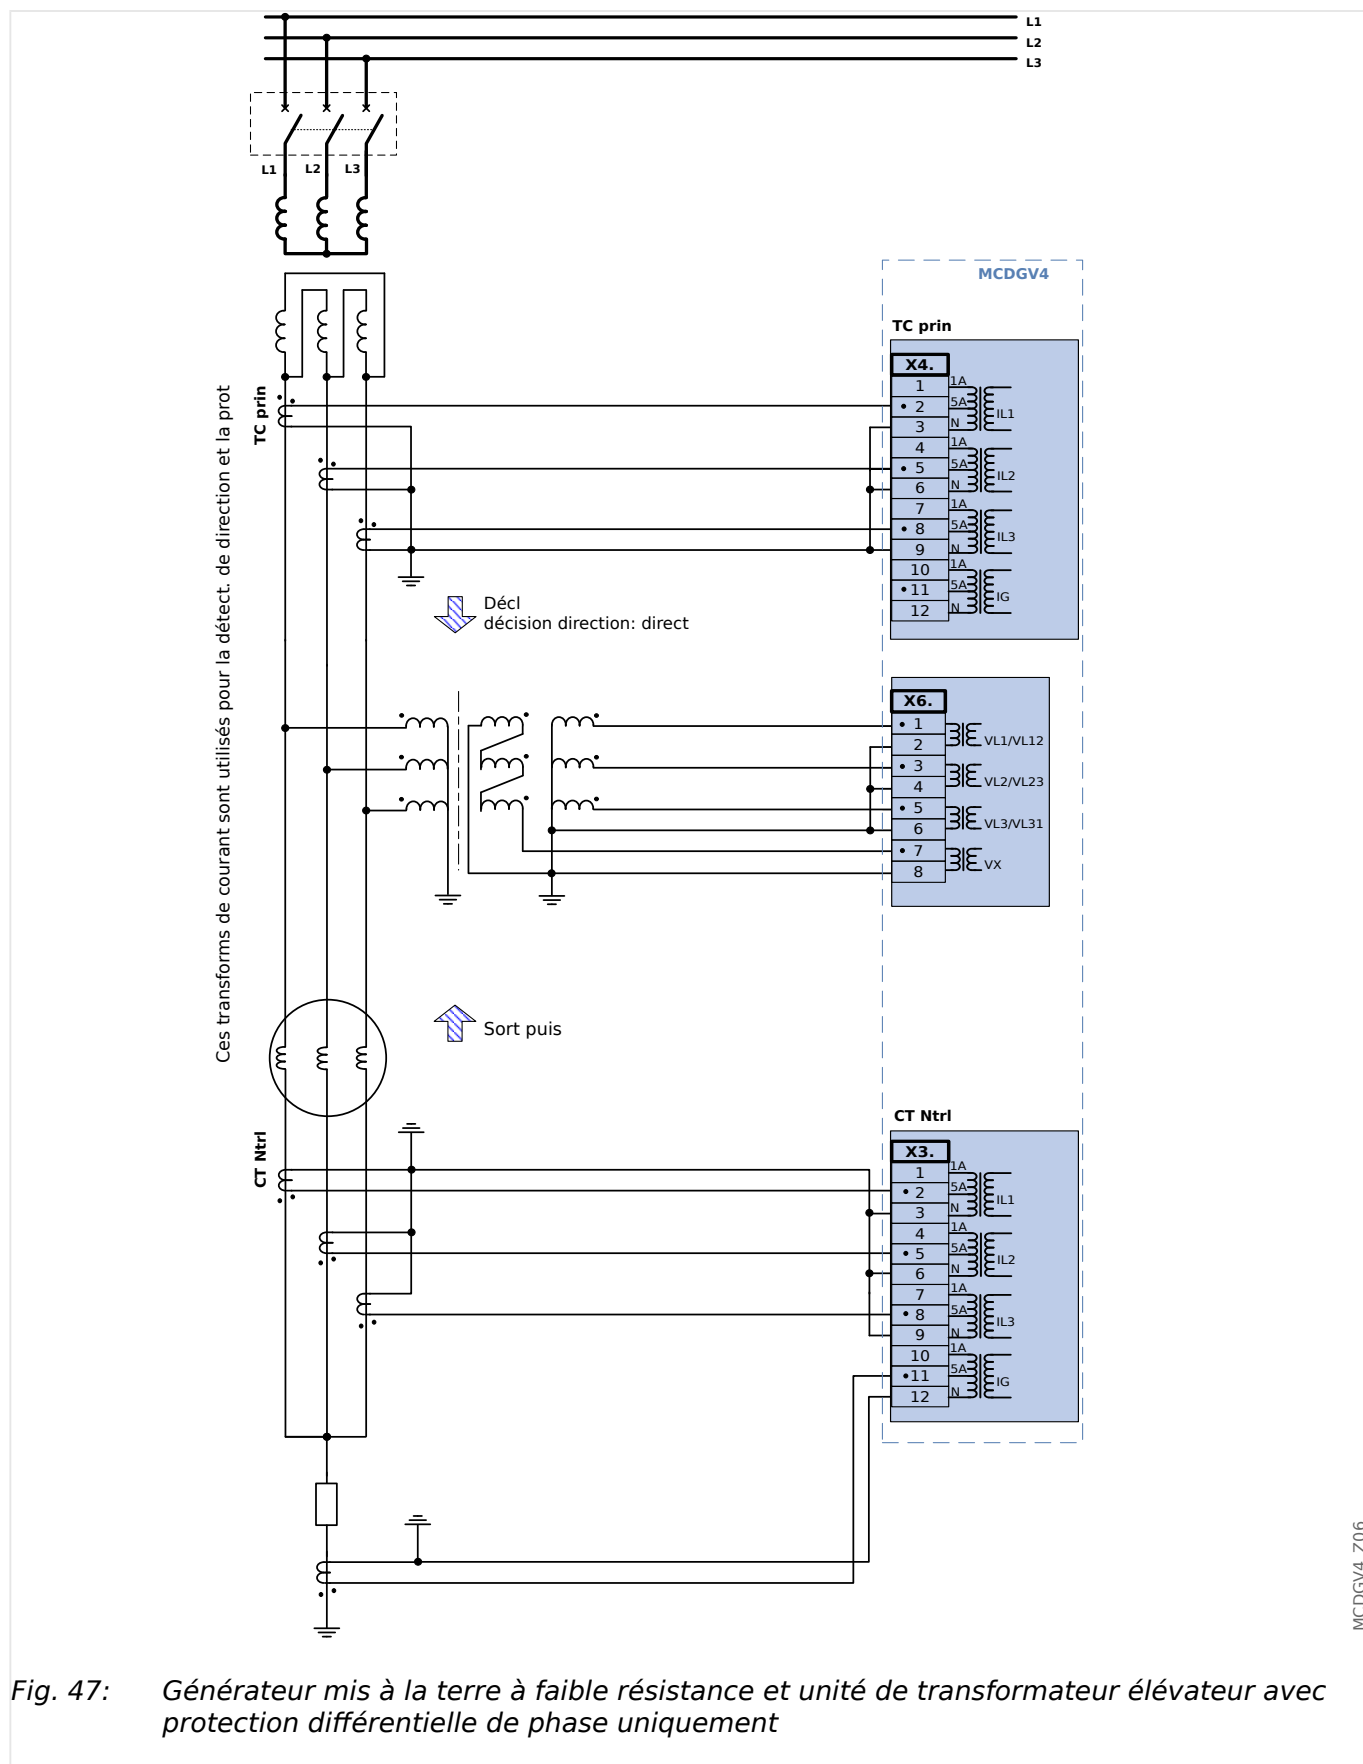 L1
L2
L3
L1
L2
L3
MCDGV4
TC prin
X4.
1
2
3
4
5
6
7
8
9
10
11
12
1A
5A
N
IL1
1A
5A
N
IL2
1A
5A
N
IL3
1A
5A
N
IG
TC prin
Ces transforms de courant sont utilisés pour la détect. de direction et la prot
Décl
décision direction: direct
X6.
1
2
3
4
5
6
7
8
VL1/VL12
VL2/VL23
VL3/VL31
VX
Sort puis
CT Ntrl
CT Ntrl
X3.
1
2
3
4
5
6
7
8
9
10
11
12
1A
5A
N
IL1
1A
5A
N
IL2
1A
5A
N
IL3
1A
5A
N
IG
MCDGV4_Z06
Fig. 47: Générateur mis à la terre à faible résistance et unité de transformateur élévateur avec
protection différentielle de phase uniquement